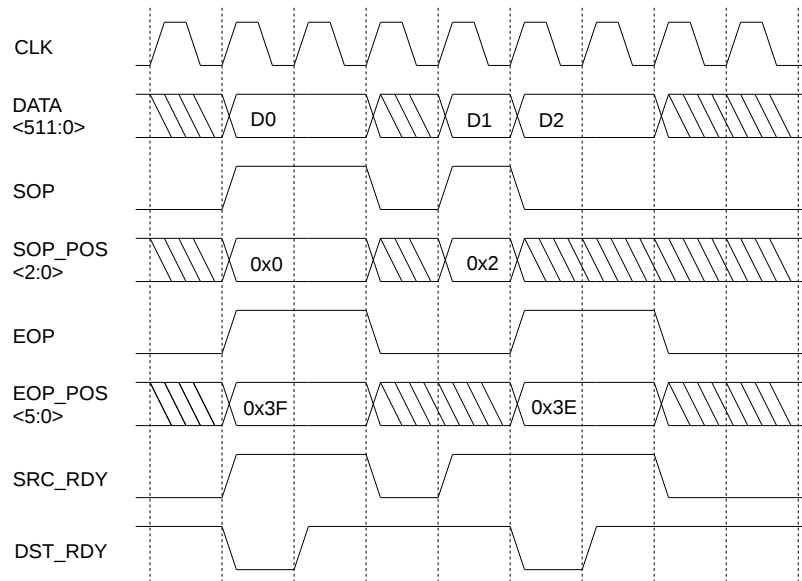 CLK
DATA
<511:0>
D0
D1
D2
SOP
SOP_POS
<2:0>
0x0
0x2
EOP
EOP_POS
<5:0>
0x3F
0x3E
SRC_RDY
DST_RDY